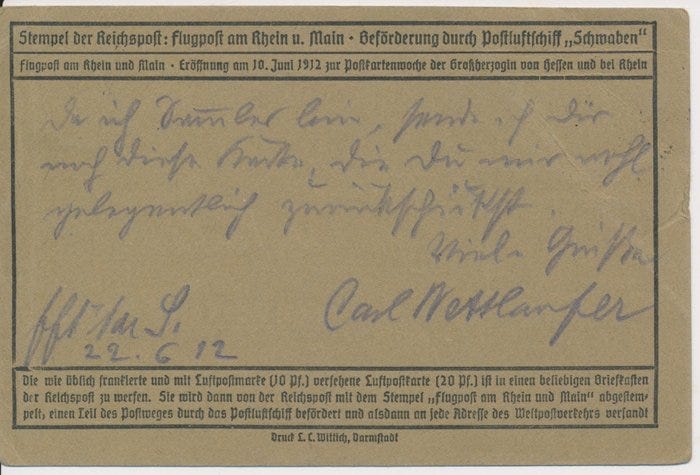 Stempel der Reichspost: Flugpost am Rhein u. Main · Beförderung durch Postluftschiff „Schwaben“
Flugpost am Rhein und Main · Eröffnung am 10. Juni 1912 zur Postkartenwoche der Großherzogin von Hessen und bei Rhein
Da ich Sammler bin, sende ich Dir
noch diese Karte, die Du mir wohl
gelegentlich zurückschickst.
Viele Grüße
Carl Wettlaufer
22. 6 12
Die wie üblich frankierte und mit Luftpostmarke (10 Pf.) versehene Luftpostkarte (20 Pf.) ist in einen beliebigen Briefkasten
der Reichspost zu werfen. Sie wird dann von der Reichspost mit dem Stempel „Flugpost am Rhein und Main“ abgestem-
pelt, einen Teil des Postweges durch das Postluftschiff befördert und alsdann an jede Adresse des Weltpostverkehrs versandt
Druck L. C. Wittich, Darmstadt